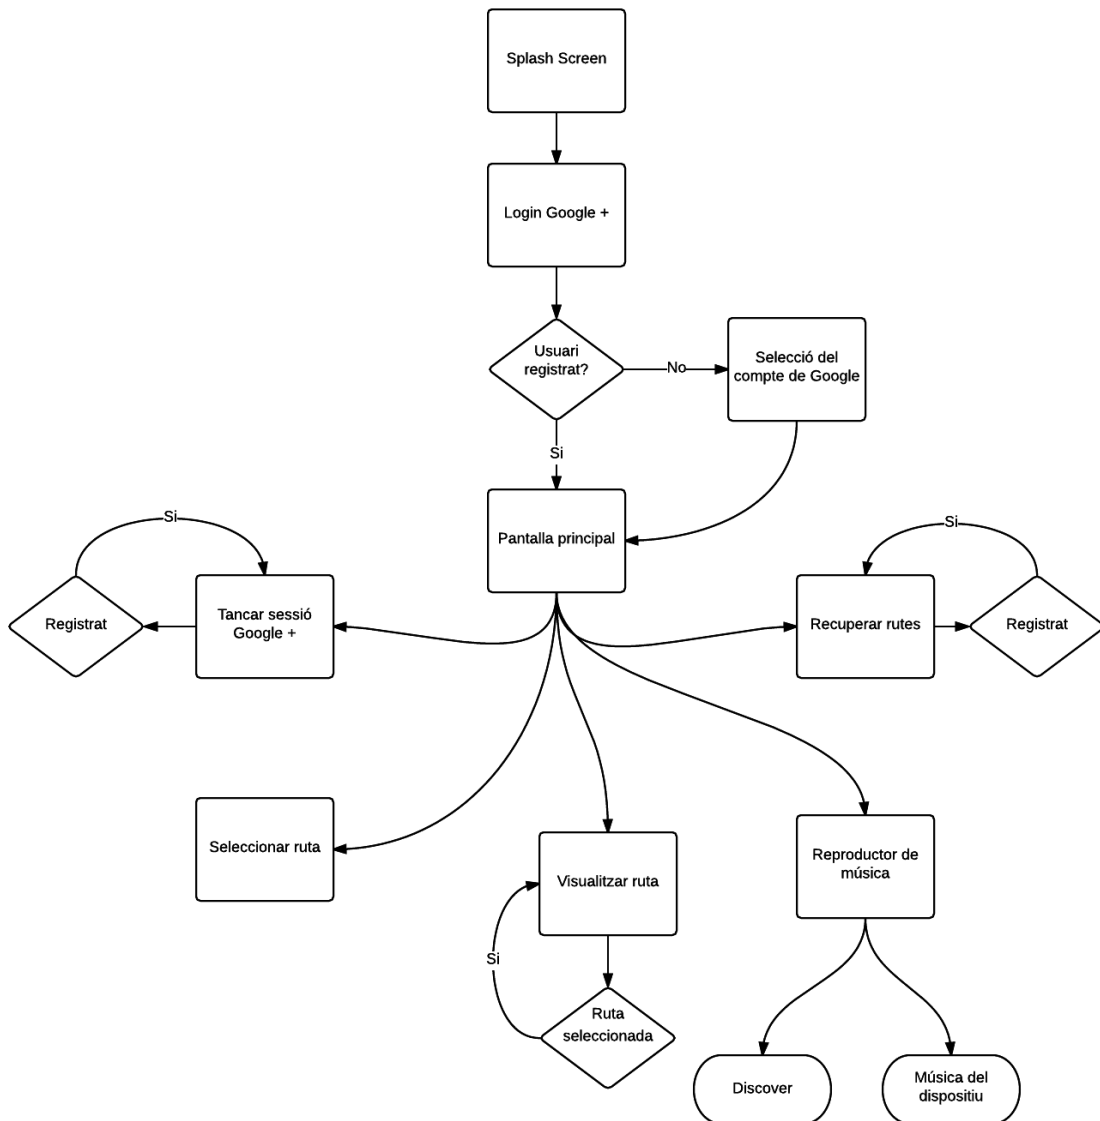 Splash Screen
Login Google +
Usuari
registrat?
No
Selecció del
compte de Google
Si
Pantalla principal
Si
Si
Registrat
Tancar sessió
Google +
Recuperar rutes
Registrat
Seleccionar ruta
Visualitzar ruta
Reproductor de
música
Si
Ruta
seleccionada
Discover
Música del
dispositiu